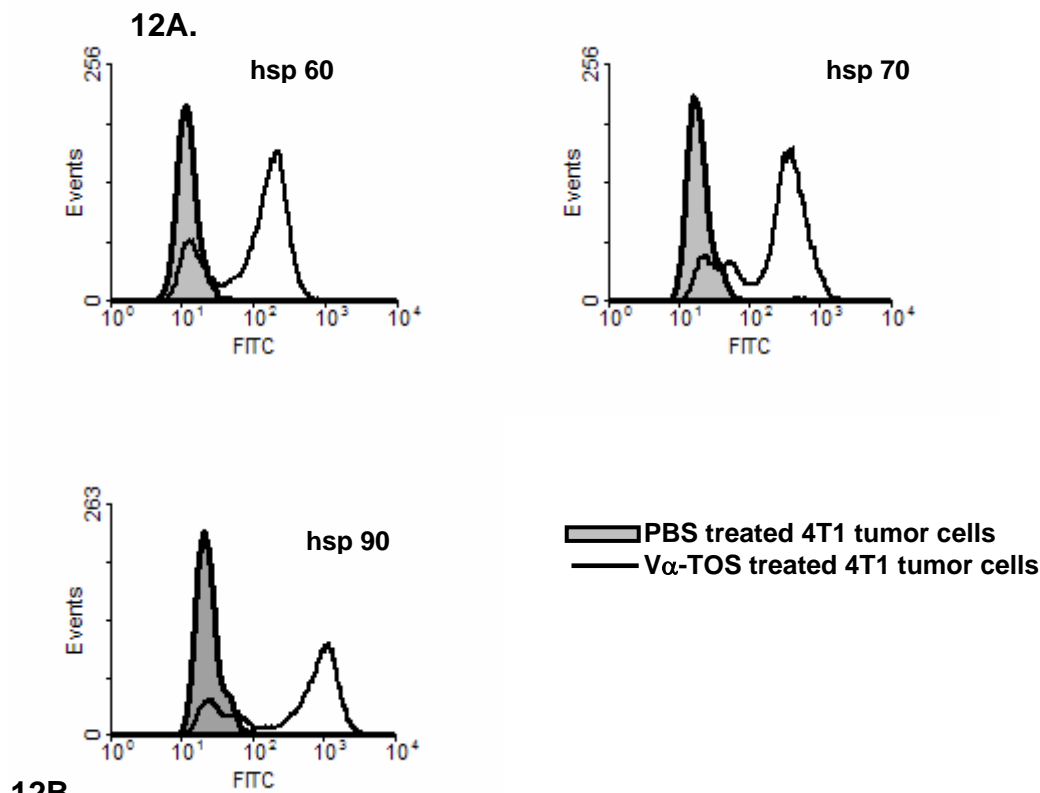 12A.
hsp 60
256
Events
0
10⁰ 10¹ 10² 10³ 10⁴
FITC
hsp 70
256
Events
0
10⁰ 10¹ 10² 10³ 10⁴
FITC
hsp 90
263
Events
0
10⁰ 10¹ 10² 10³ 10⁴
FITC
PBS treated 4T1 tumor cells
Vα-TOS treated 4T1 tumor cells
12B